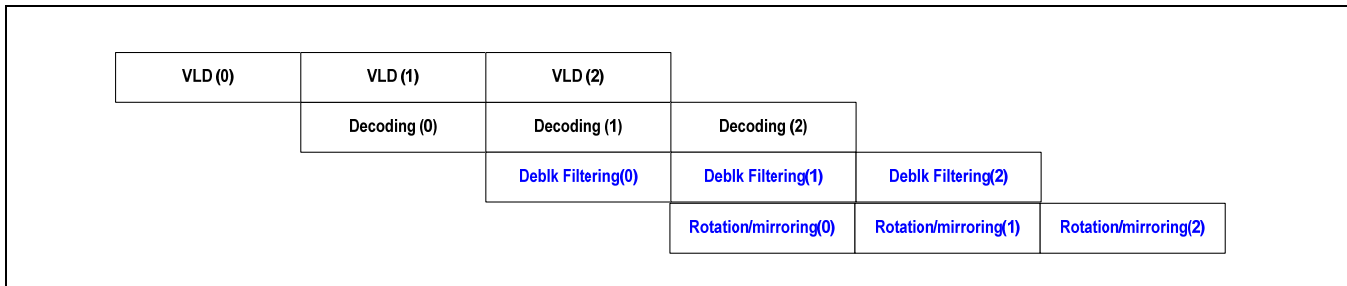 VLD (0) VLD (1) VLD (2)
Decoding (0) Decoding (1) Decoding (2)
Deblk Filtering(0) Deblk Filtering(1) Deblk Filtering(2)
Rotation/mirroring(0) Rotation/mirroring(1) Rotation/mirroring(2)